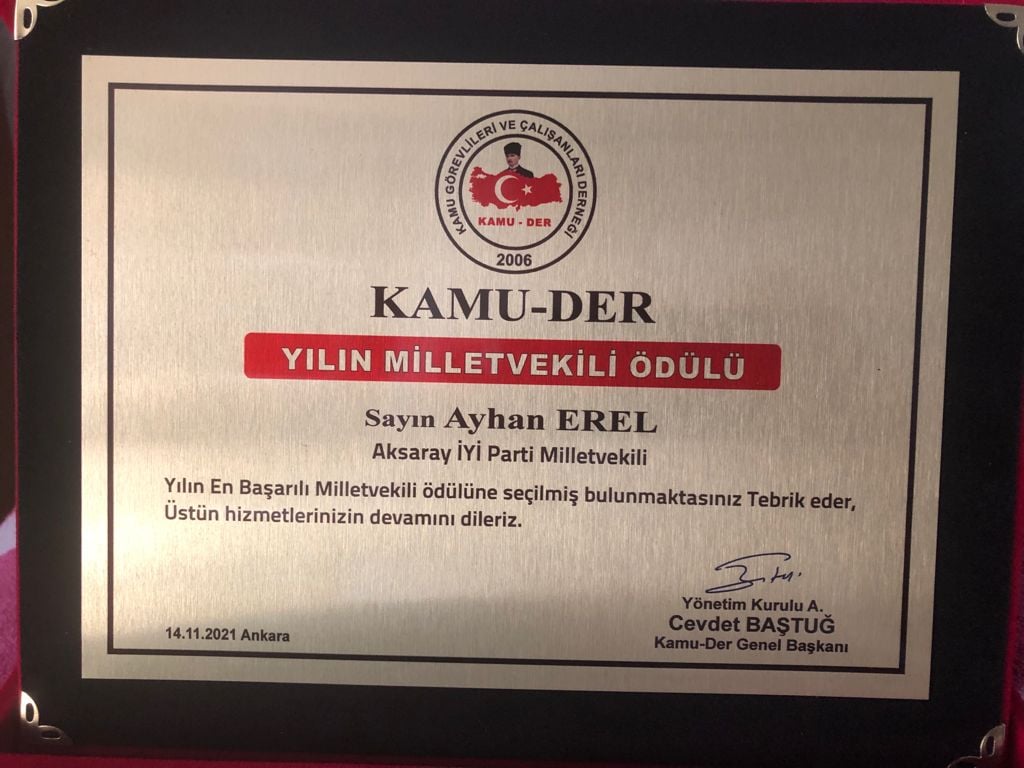 KAMU GÖREVLİLERİ VE ÇALIŞANLARI DERNEĞİ
KAMU - DER
2006
KAMU-DER
YILIN MİLLETVEKİLİ ÖDÜLÜ
Sayın Ayhan EREL
Aksaray İYİ Parti Milletvekili
Yılın En Başarılı Milletvekili ödülüne seçilmiş bulunmaktasınız Tebrik eder,
Üstün hizmetlerinizin devamını dileriz.
Yönetim Kurulu A.
Cevdet BAŞTUĞ
Kamu-Der Genel Başkanı
14.11.2021 Ankara